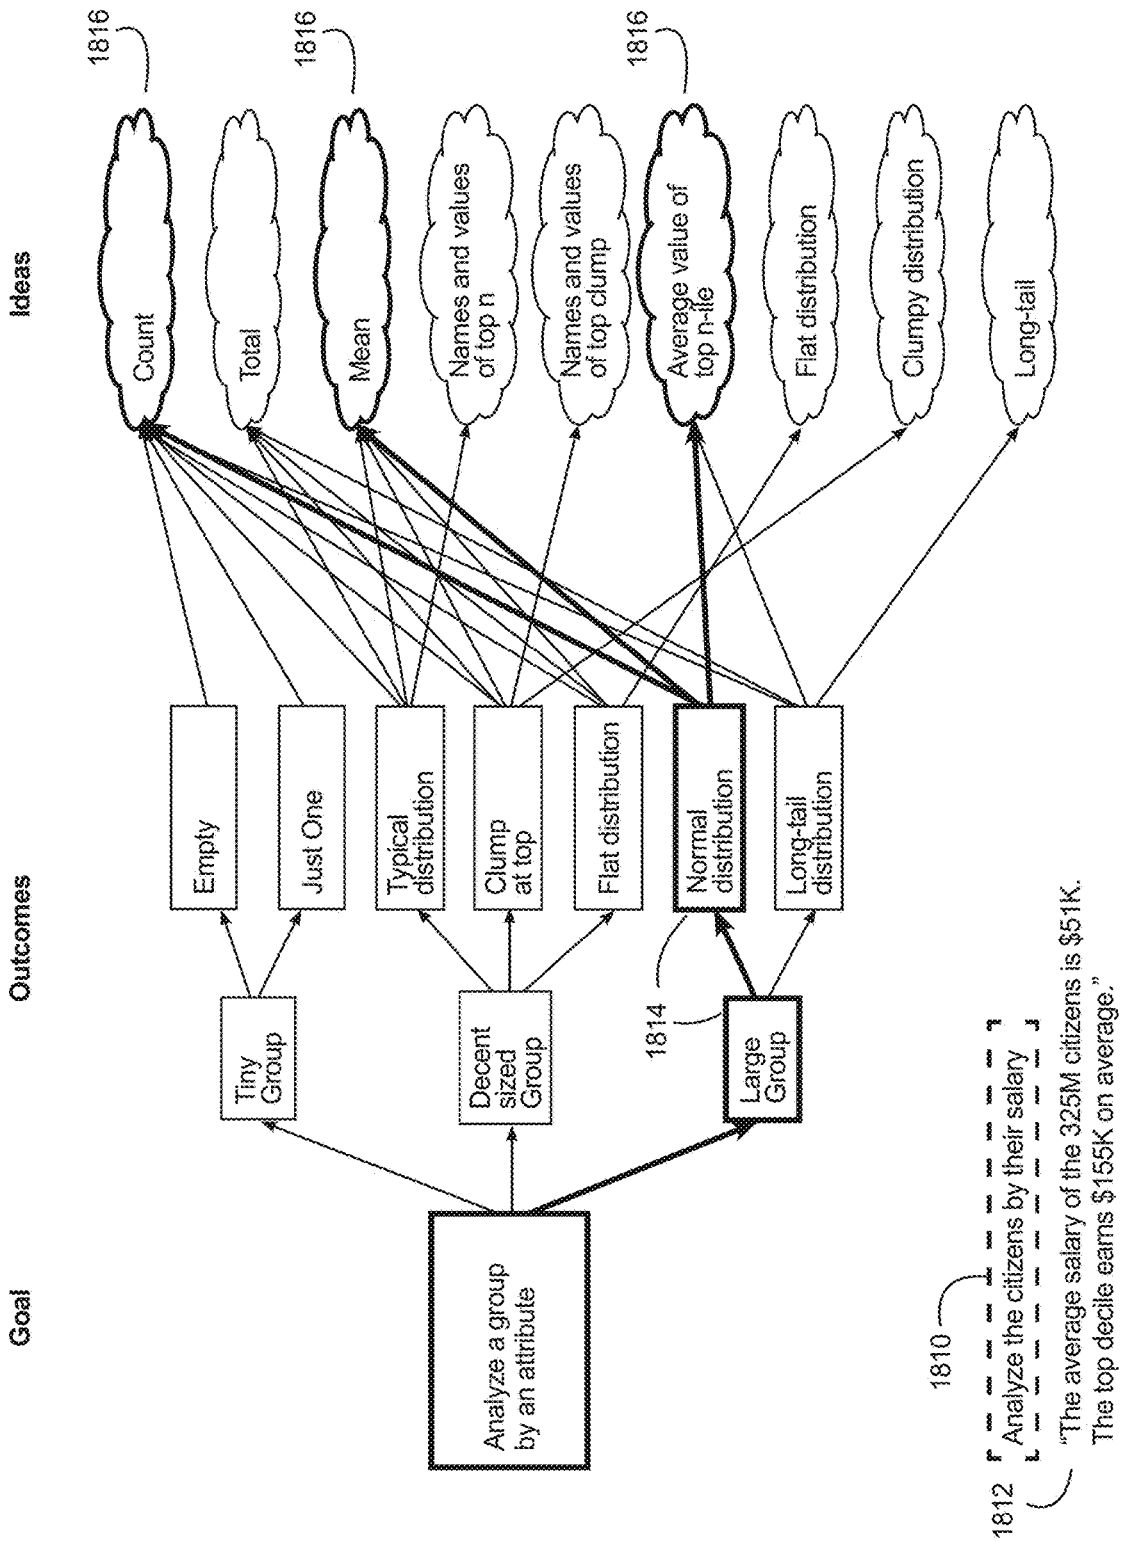 Goal
Outcomes
Ideas
Analyze a group
by an attribute
Tiny
Group
Decent
sized
Group
Large
Group
1814
Empty
Just One
Typical
distribution
Clump
at top
Flat distribution
Normal
distribution
Long-tail
distribution
Count
1816
Total
Mean
1816
Names and values
of top n
Names and values
of top clump
Average value of
top n-ile
1816
Flat distribution
Clumpy distribution
Long-tail
1810
Analyze the citizens by their salary
1812
“The average salary of the 325M citizens is $51K.
The top decile earns $155K on average.”